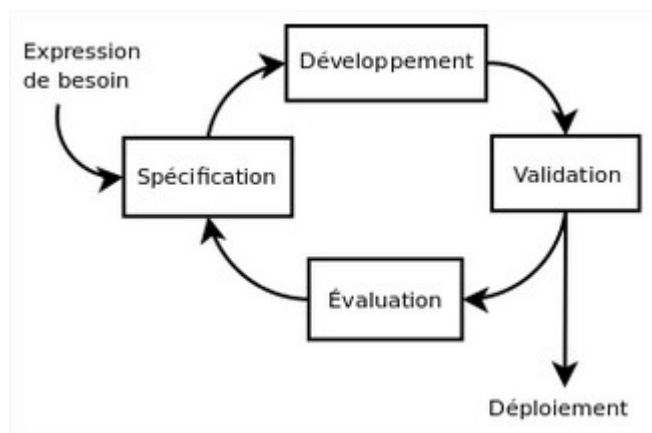 Expression
de besoin
Développement
Spécification
Validation
Évaluation
Déploiement